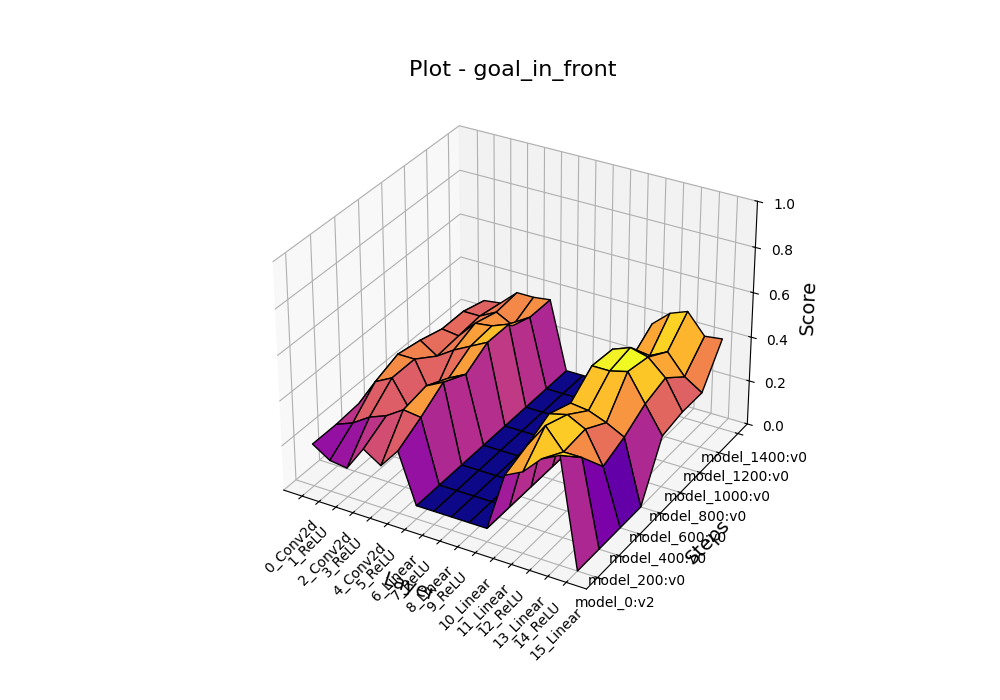 Plot - goal_in_front
1.0
0.8
0.6
0.4
0.2
0.0
Score
model_1400:v0
model_1200:v0
model_1000:v0
model_800:v0
model_600:v0
model_400:v0
model_200:v0
model_0:v2
steps
0_Conv2d
1_ReLU
2_Conv2d
3_ReLU
4_Conv2d
5_ReLU
6_Linear
7_ReLU
8_Linear
9_ReLU
10_Linear
11_Linear
12_ReLU
13_Linear
14_ReLU
15_Linear